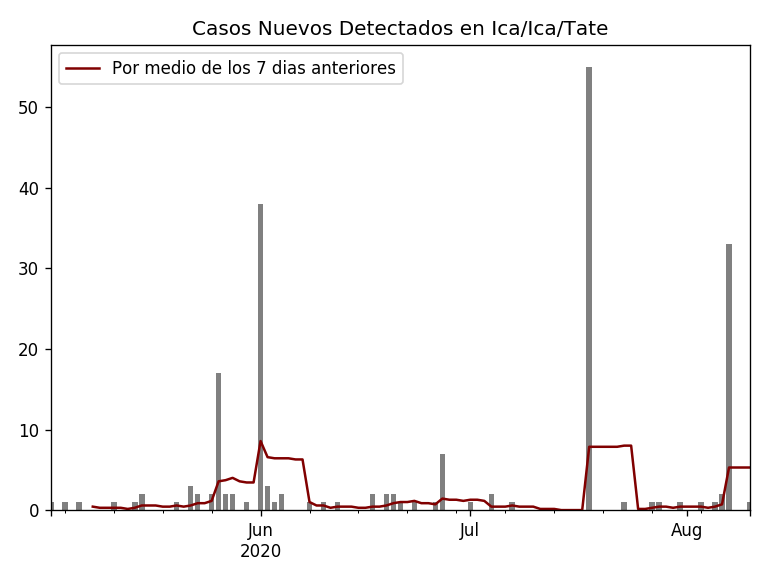 Casos Nuevos Detectados en Ica/Ica/Tate
Por medio de los 7 dias anteriores
50
40
30
20
10
0
Jun
2020
Jul
Aug